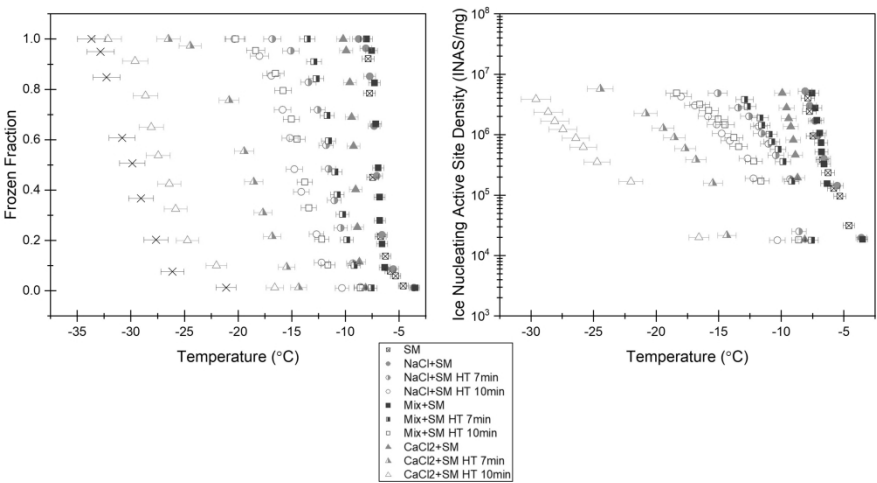 1.0
0.8
0.6
0.4
0.2
0.0
Frozen Fraction
-35 -30 -25 -20 -15 -10 -5
Temperature (°C)
10⁸
10⁷
10⁶
10⁵
10⁴
10³
Ice Nucleating Active Site Density (INAS/mg)
-30 -25 -20 -15 -10 -5
Temperature (°C)
SM
NaCl+SM
NaCl+SM HT 7min
NaCl+SM HT 10min
Mix+SM
Mix+SM HT 7min
Mix+SM HT 10min
CaCl2+SM
CaCl2+SM HT 7min
CaCl2+SM HT 10min